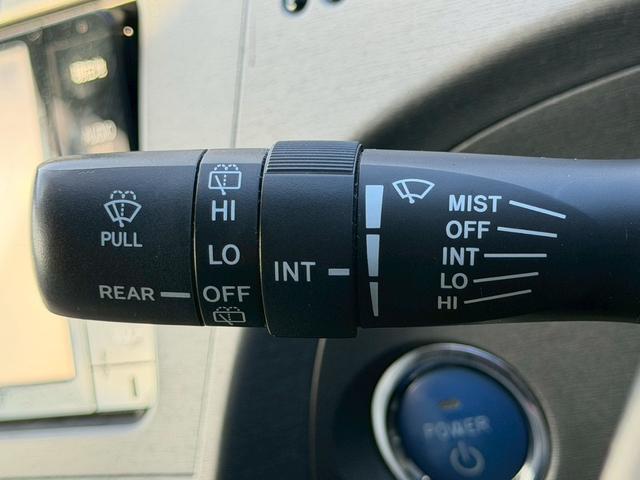 PULL
REAR
HI
LO
OFF
INT
MIST
OFF
INT
LO
HI
POWER